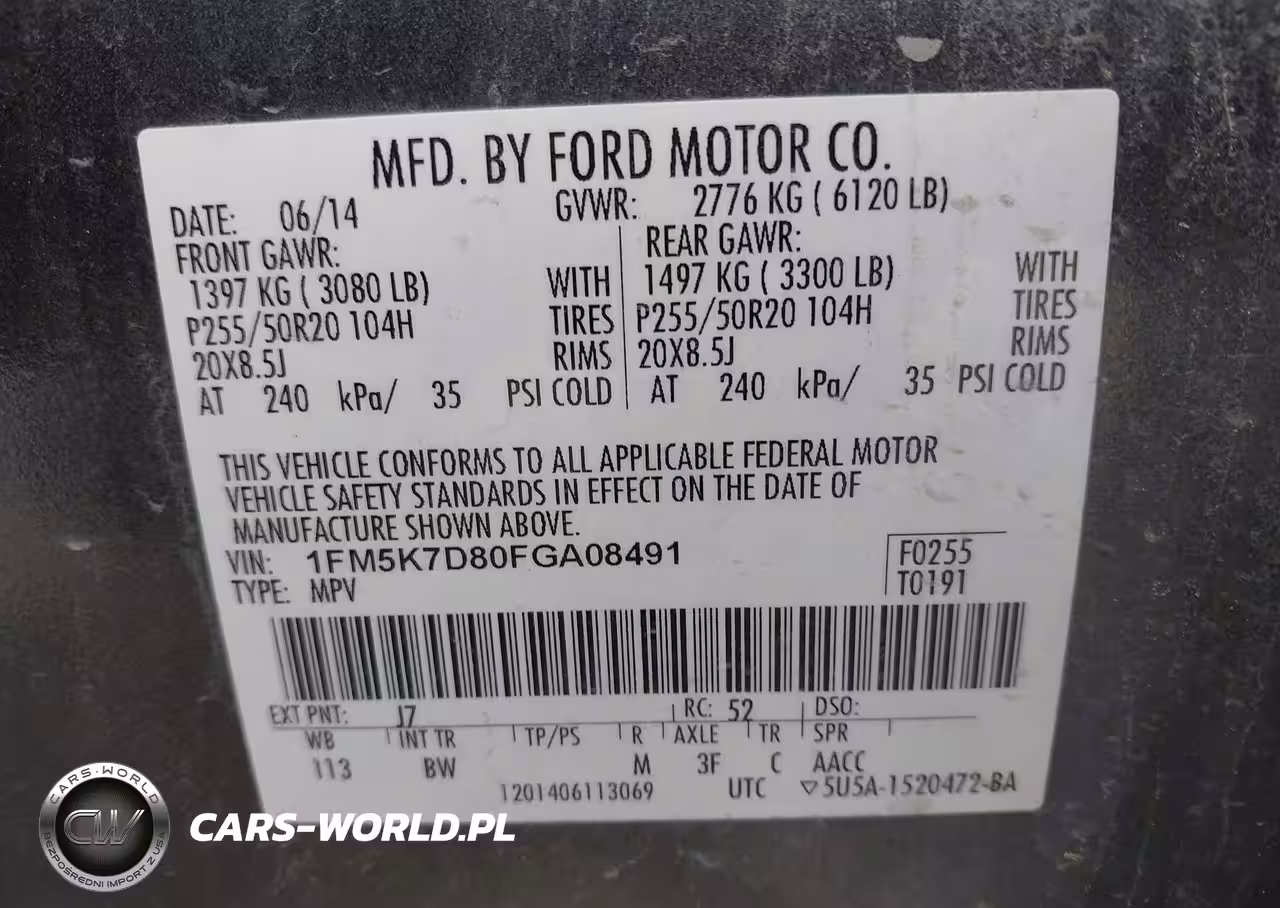 MFD. BY FORD MOTOR CO.
DATE: 06/14 GVWR: 2776 KG ( 6120 LB)
FRONT GAWR: REAR GAWR:
1397 KG ( 3080 LB) WITH 1497 KG ( 3300 LB) WITH
P255/50R20 104H TIRES P255/50R20 104H TIRES
20X8.5J RIMS 20X8.5J RIMS
AT 240 kPa/ 35 PSI COLD AT 240 kPa/ 35 PSI COLD
THIS VEHICLE CONFORMS TO ALL APPLICABLE FEDERAL MOTOR
VEHICLE SAFETY STANDARDS IN EFFECT ON THE DATE OF
MANUFACTURE SHOWN ABOVE.
VIN: 1FM5K7D80FGA08491 F0255
TYPE: MPV T0191
EXT PNT: J7 RC: 52 DSO:
WB INT TR TP/PS R AXLE TR SPR
113 BW M 3F C AACC
1201406113069 UTC ▽5U5A-1520472-BA
CARS-WORLD
CW
BEZPOŚREDNI IMPORT Z USA
CARS-WORLD.PL